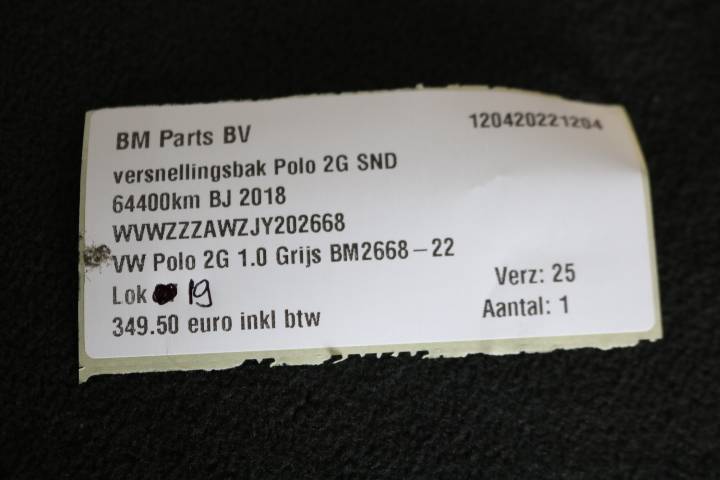 BM Parts BV
120420221204
versnellingsbak Polo 2G SND
64400km BJ 2018
WVWZZZAWZJY202668
VW Polo 2G 1.0 Grijs BM2668-22
Lok 19
Verz: 25
349.50 euro inkl btw
Aantal: 1